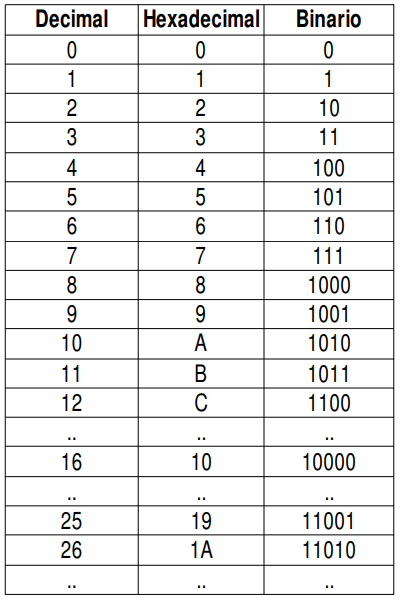 Decimal Hexadecimal Binario
0 0 0
1 1 1
2 2 10
3 3 11
4 4 100
5 5 101
6 6 110
7 7 111
8 8 1000
9 9 1001
10 A 1010
11 B 1011
12 C 1100
.. .. ..
16 10 10000
.. .. ..
25 19 11001
26 1A 11010
.. .. ..